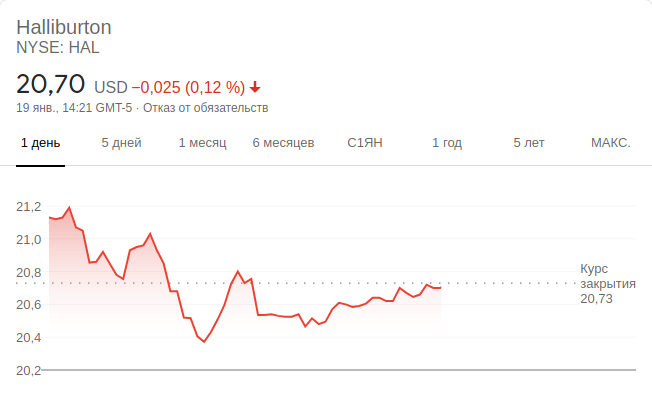 Halliburton
NYSE: HAL
20,70 USD −0,025 (0,12 %)
19 янв., 14:21 GMT-5 · Отказ от обязательств
1 день 5 дней 1 месяц 6 месяцев С1ЯН 1 год 5 лет МАКС.
21,2
21,0
20,8
20,6
20,4
20,2
Курс
закрытия
20,73